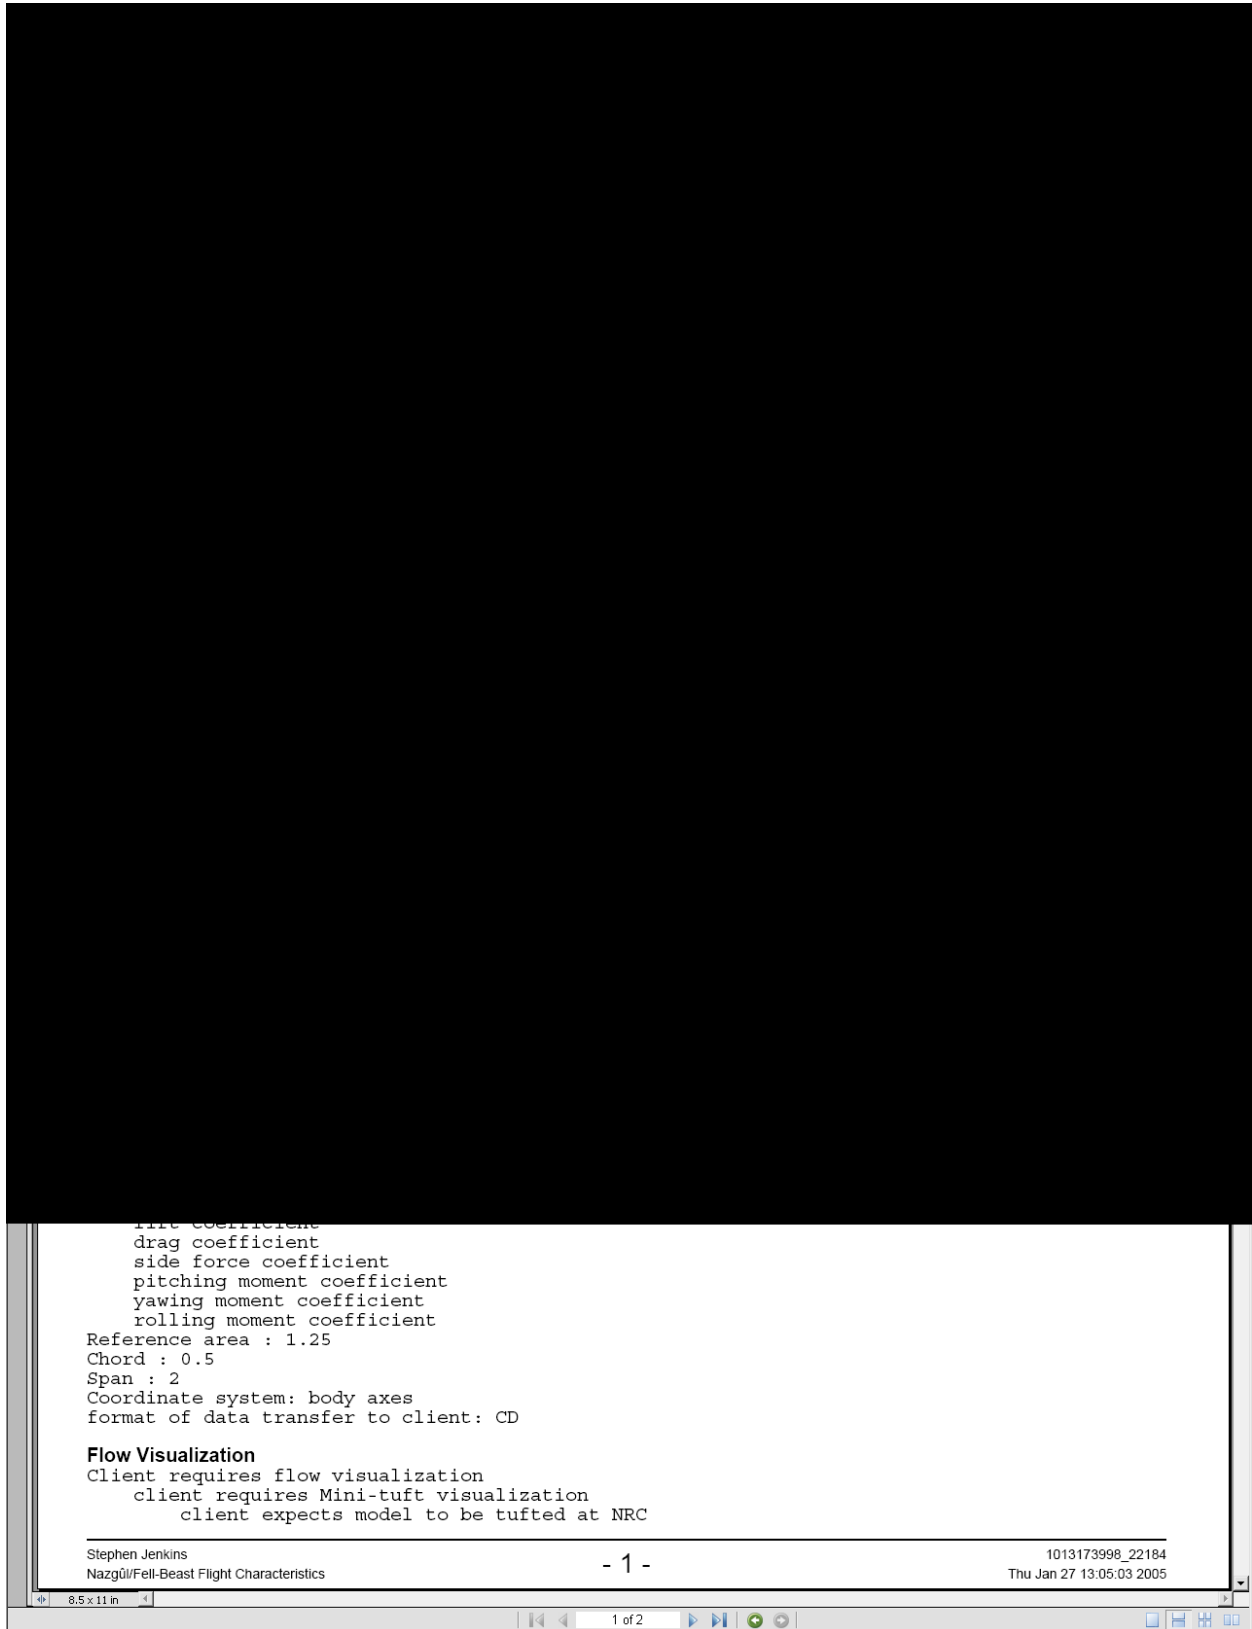 lift coefficient
drag coefficient
side force coefficient
pitching moment coefficient
yawing moment coefficient
rolling moment coefficient
Reference area : 1.25
Chord : 0.5
Span : 2
Coordinate system: body axes
format of data transfer to client: CD
Flow Visualization
Client requires flow visualization
client requires Mini-tuft visualization
client expects model to be tufted at NRC
Stephen Jenkins
Nazgûl/Fell-Beast Flight Characteristics
- 1 -
1013173998_22184
Thu Jan 27 13:05:03 2005
8.5 x 11 in
1 of 2